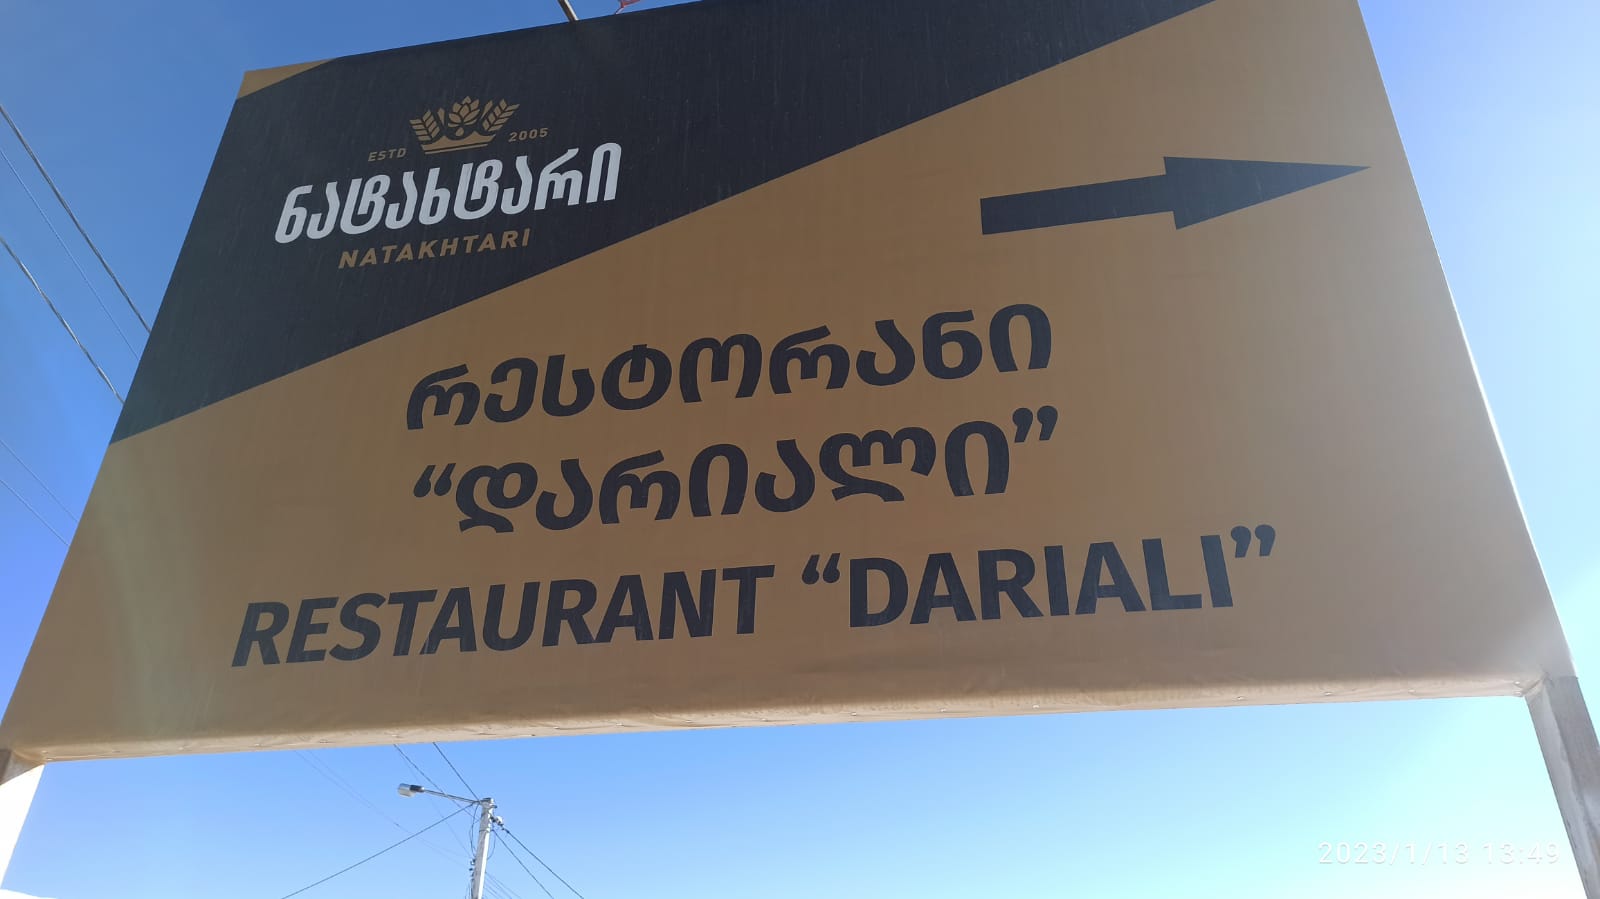 ESTD 2005
ნატახტარი
NATAKHTARI
რესტორანი
“დარიალი”
RESTAURANT “DARIALI”
2023/1/13 13:49